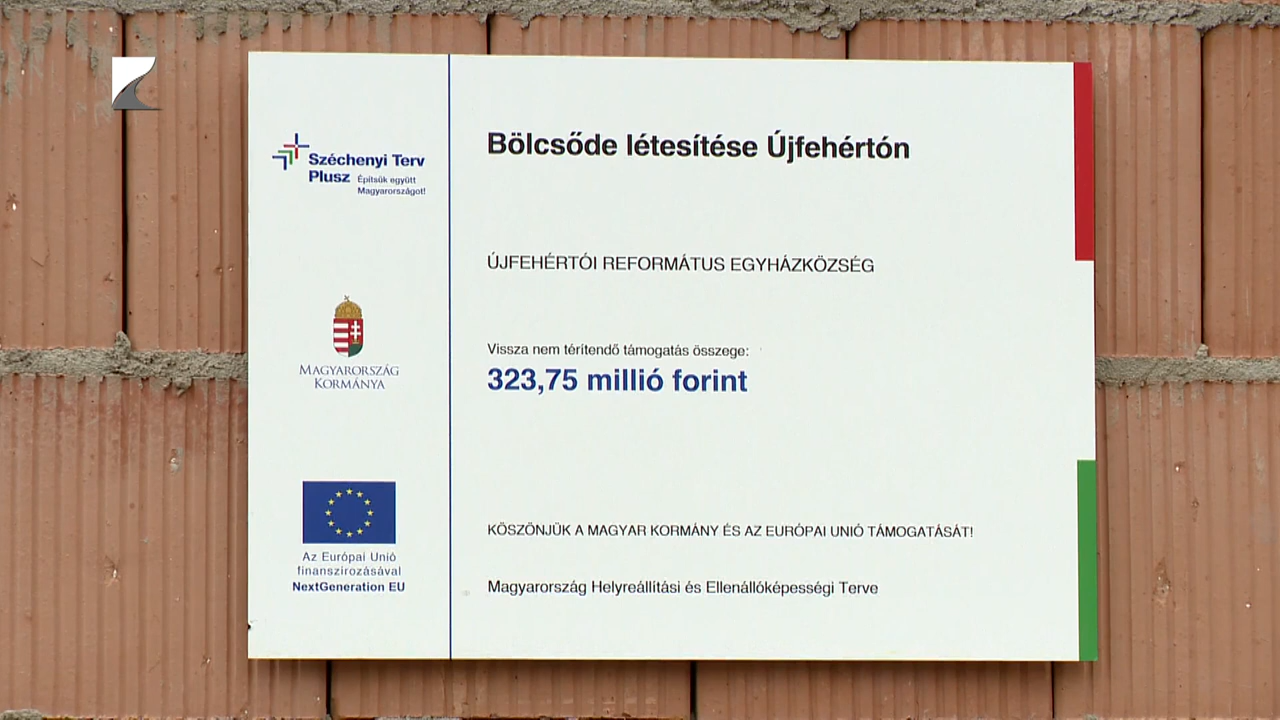 Széchenyi Terv
Plusz
Építsük együtt
Magyarországot!
MAGYARORSZÁG
KORMÁNYA
Az Európai Unió
finanszírozásával
NextGeneration EU
Bölcsőde létesítése Újfehértón
ÚJFEHÉRTÓI REFORMÁTUS EGYHÁZKÖZSÉG
Vissza nem térítendő támogatás összege:
323,75 millió forint
KÖSZÖNJÜK A MAGYAR KORMÁNY ÉS AZ EURÓPAI UNIÓ TÁMOGATÁSÁT!
Magyarország Helyreállítási és Ellenállóképességi Terve